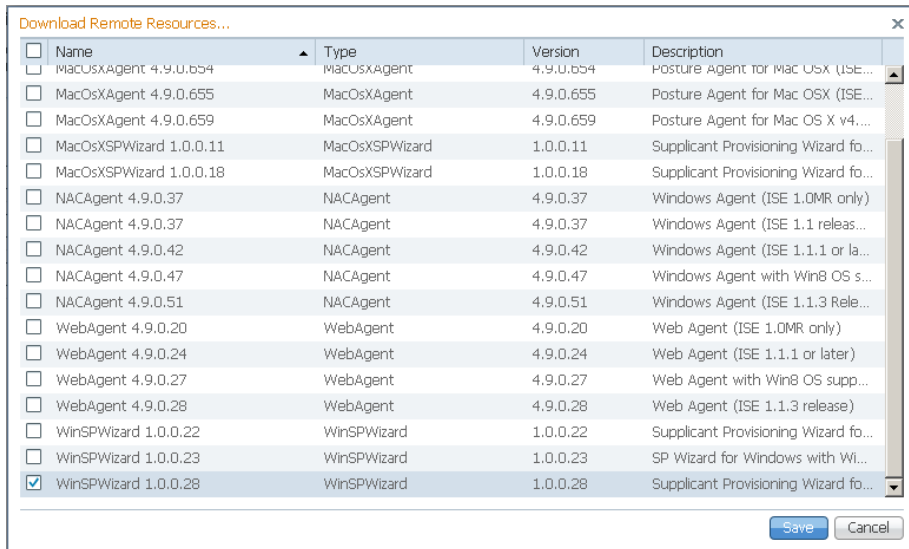 Download Remote Resources...
Name Type Version Description
MacOsXAgent 4.9.0.654 MacOsXAgent 4.9.0.654 Posture Agent for Mac OSX (ISE...
MacOsXAgent 4.9.0.655 MacOsXAgent 4.9.0.655 Posture Agent for Mac OSX (ISE...
MacOsXAgent 4.9.0.659 MacOsXAgent 4.9.0.659 Posture Agent for Mac OS X v4....
MacOsXSPWizard 1.0.0.11 MacOsXSPWizard 1.0.0.11 Supplicant Provisioning Wizard fo...
MacOsXSPWizard 1.0.0.18 MacOsXSPWizard 1.0.0.18 Supplicant Provisioning Wizard fo...
NACAgent 4.9.0.37 NACAgent 4.9.0.37 Windows Agent (ISE 1.0MR only)
NACAgent 4.9.0.37 NACAgent 4.9.0.37 Windows Agent (ISE 1.1 releas...
NACAgent 4.9.0.42 NACAgent 4.9.0.42 Windows Agent (ISE 1.1.1 or la...
NACAgent 4.9.0.47 NACAgent 4.9.0.47 Windows Agent with Win8 OS s...
NACAgent 4.9.0.51 NACAgent 4.9.0.51 Windows Agent (ISE 1.1.3 Rele...
WebAgent 4.9.0.20 WebAgent 4.9.0.20 Web Agent (ISE 1.0MR only)
WebAgent 4.9.0.24 WebAgent 4.9.0.24 Web Agent (ISE 1.1.1 or later)
WebAgent 4.9.0.27 WebAgent 4.9.0.27 Web Agent with Win8 OS supp...
WebAgent 4.9.0.28 WebAgent 4.9.0.28 Web Agent (ISE 1.1.3 release)
WinSPWizard 1.0.0.22 WinSPWizard 1.0.0.22 Supplicant Provisioning Wizard fo...
WinSPWizard 1.0.0.23 WinSPWizard 1.0.0.23 SP Wizard for Windows with Wi...
WinSPWizard 1.0.0.28 WinSPWizard 1.0.0.28 Supplicant Provisioning Wizard fo...
Save Cancel